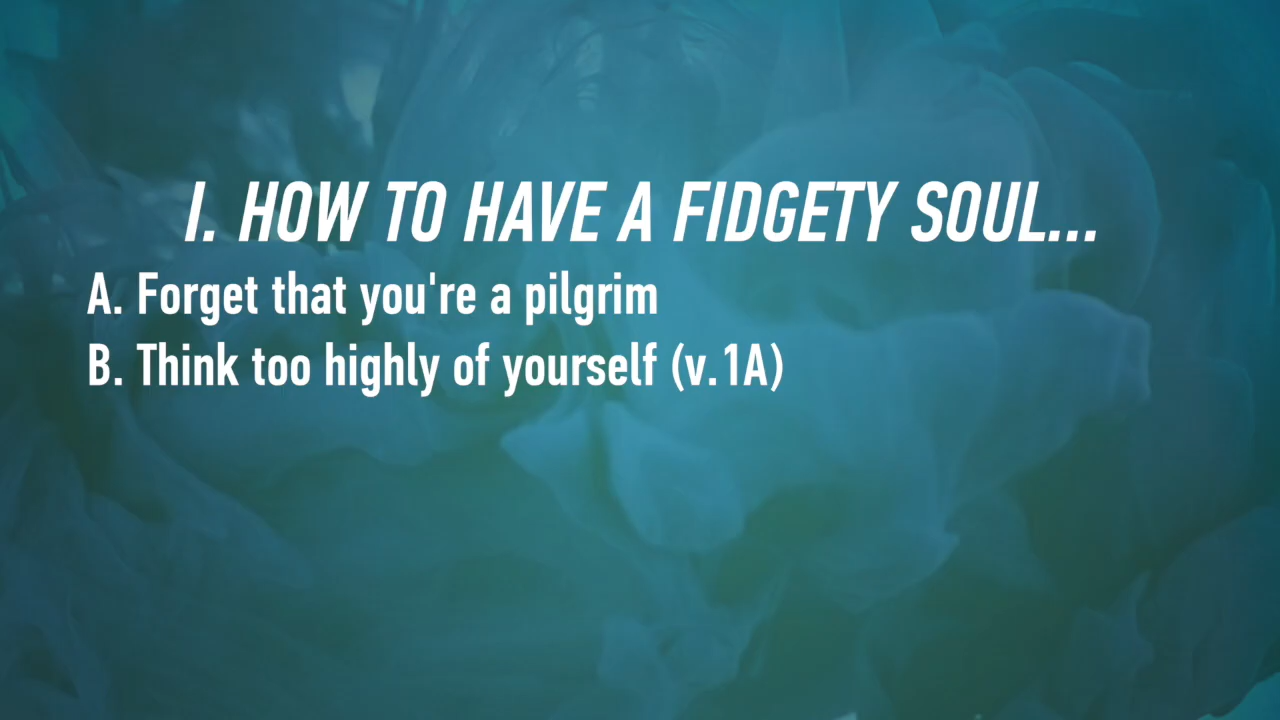 I. HOW TO HAVE A FIDGETY SOUL...
A. Forget that you're a pilgrim
B. Think too highly of yourself (v.1A)